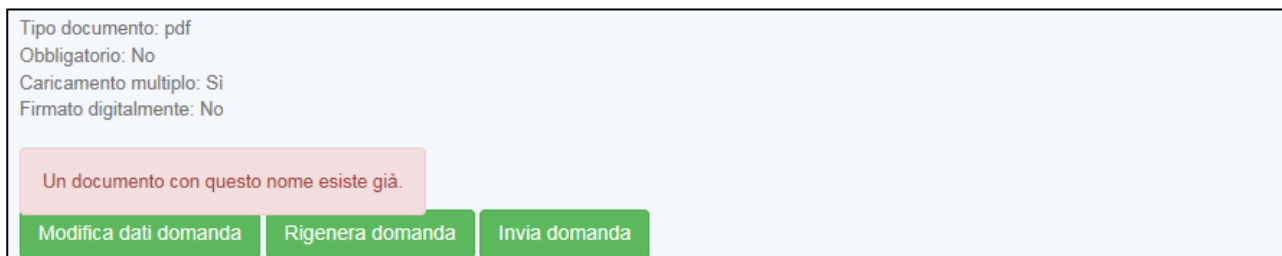 Tipo documento: pdf
Obbligatorio: No
Caricamento multiplo: Sì
Firmato digitalmente: No
Un documento con questo nome esiste già.
Modifica dati domanda Rigenera domanda Invia domanda